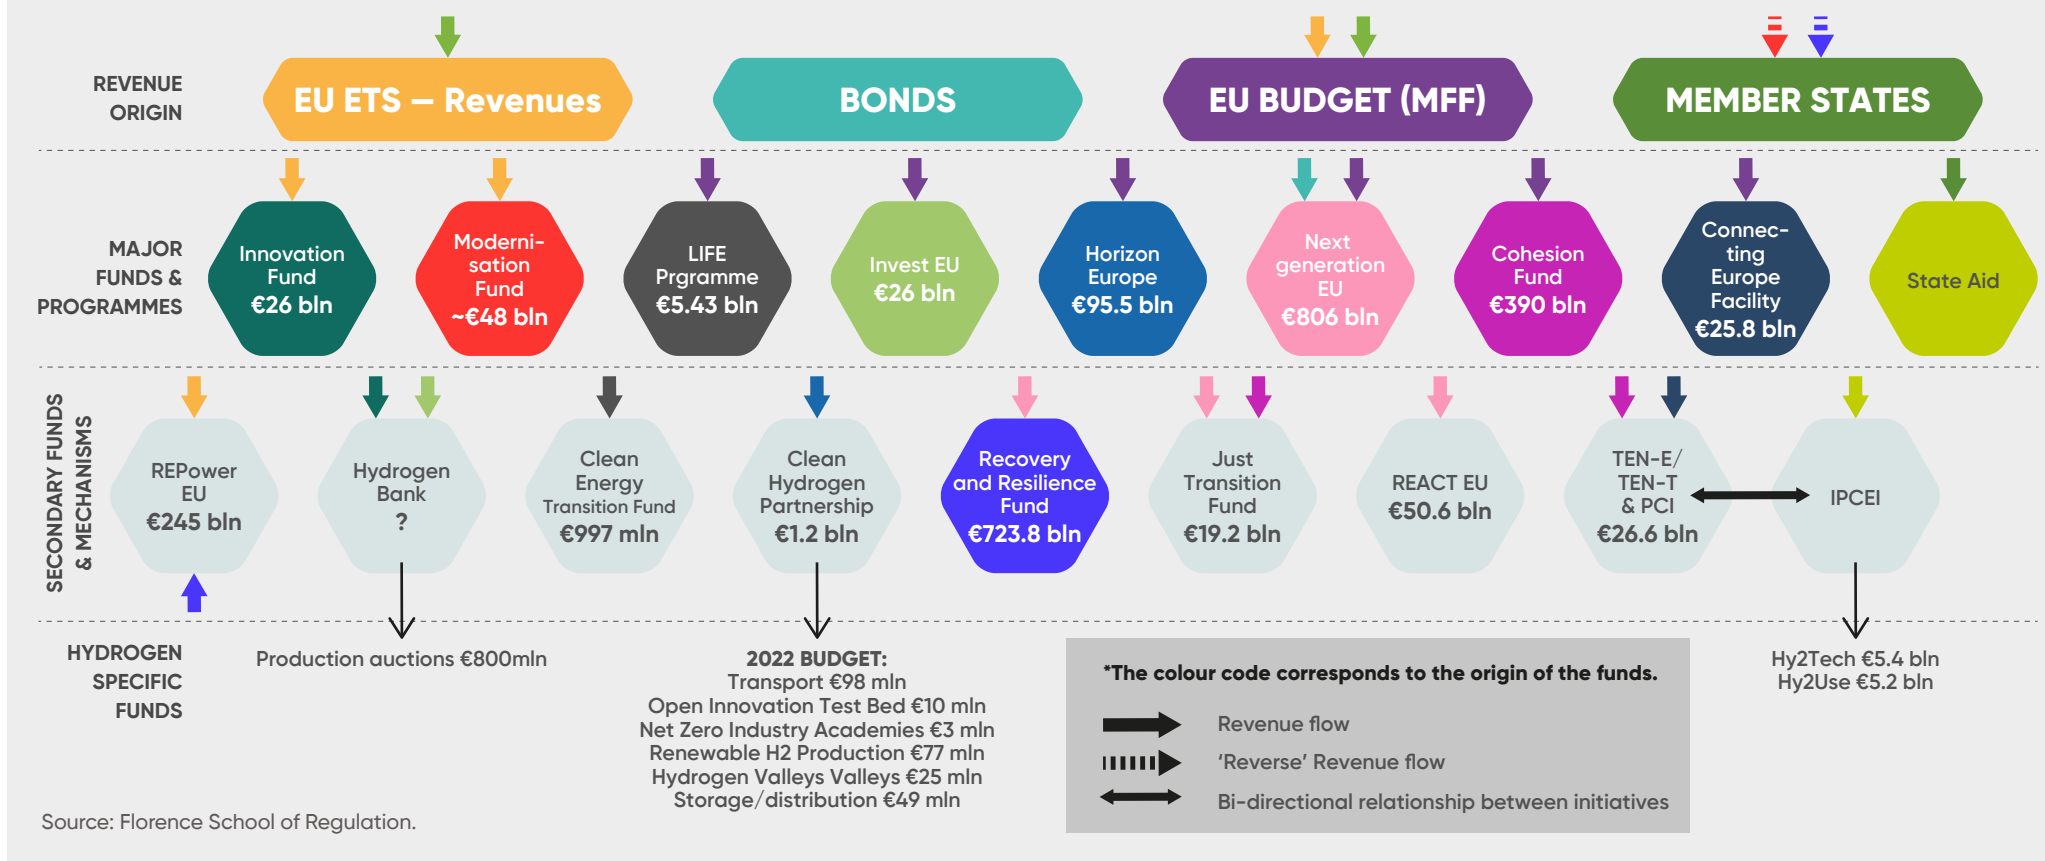 REVENUE
ORIGIN
EU ETS – Revenues
BONDS
EU BUDGET (MFF)
MEMBER STATES
MAJOR
FUNDS &
PROGRAMMES
Innovation
Fund
€26 bln
Moderni-
sation
Fund
~€48 bln
LIFE
Prgramme
€5.43 bln
Invest EU
€26 bln
Horizon
Europe
€95.5 bln
Next
generation
EU
€806 bln
Cohesion
Fund
€390 bln
Connec-
ting
Europe
Facility
€25.8 bln
State Aid
SECONDARY FUNDS
& MECHANISMS
REPower
EU
€245 bln
Hydrogen
Bank
?
Clean
Energy
Transition Fund
€997 mln
Clean
Hydrogen
Partnership
€1.2 bln
Recovery
and Resilience
Fund
€723.8 bln
Just
Transition
Fund
€19.2 bln
REACT EU
€50.6 bln
TEN-E/
TEN-T
& PCI
€26.6 bln
IPCEI
HYDROGEN
SPECIFIC
FUNDS
Production auctions €800mln
2022 BUDGET:
Transport €98 mln
Open Innovation Test Bed €10 mln
Net Zero Industry Academies €3 mln
Renewable H2 Production €77 mln
Hydrogen Valleys Valleys €25 mln
Storage/distribution €49 mln
*The colour code corresponds to the origin of the funds.
Revenue flow
‘Reverse’ Revenue flow
Bi-directional relationship between initiatives
Hy2Tech €5.4 bln
Hy2Use €5.2 bln
Source: Florence School of Regulation.